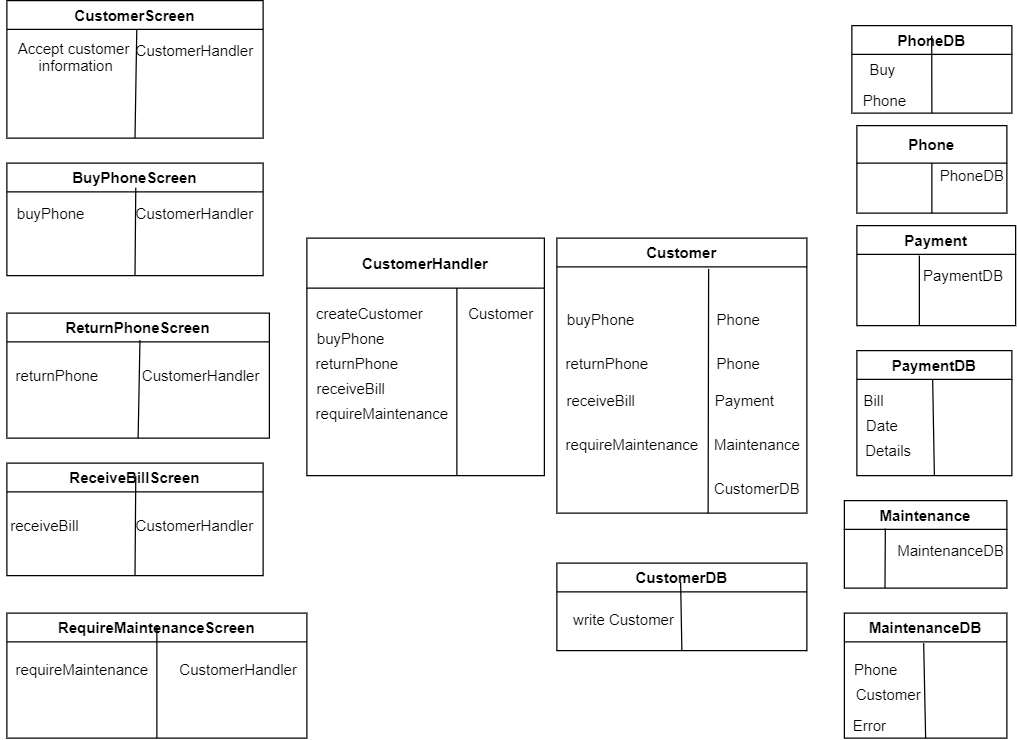 CustomerScreen
Accept customer
information
CustomerHandler
BuyPhoneScreen
buyPhone
CustomerHandler
ReturnPhoneScreen
returnPhone
CustomerHandler
ReceiveBillScreen
receiveBill
CustomerHandler
RequireMaintenanceScreen
requireMaintenance
CustomerHandler
CustomerHandler
createCustomer
buyPhone
returnPhone
receiveBill
requireMaintenance
Customer
Customer
buyPhone
Phone
returnPhone
Phone
receiveBill
Payment
requireMaintenance
Maintenance
CustomerDB
CustomerDB
write Customer
PhoneDB
Buy
Phone
Phone
PhoneDB
Payment
PaymentDB
PaymentDB
Bill
Date
Details
Maintenance
MaintenanceDB
MaintenanceDB
Phone
Customer
Error